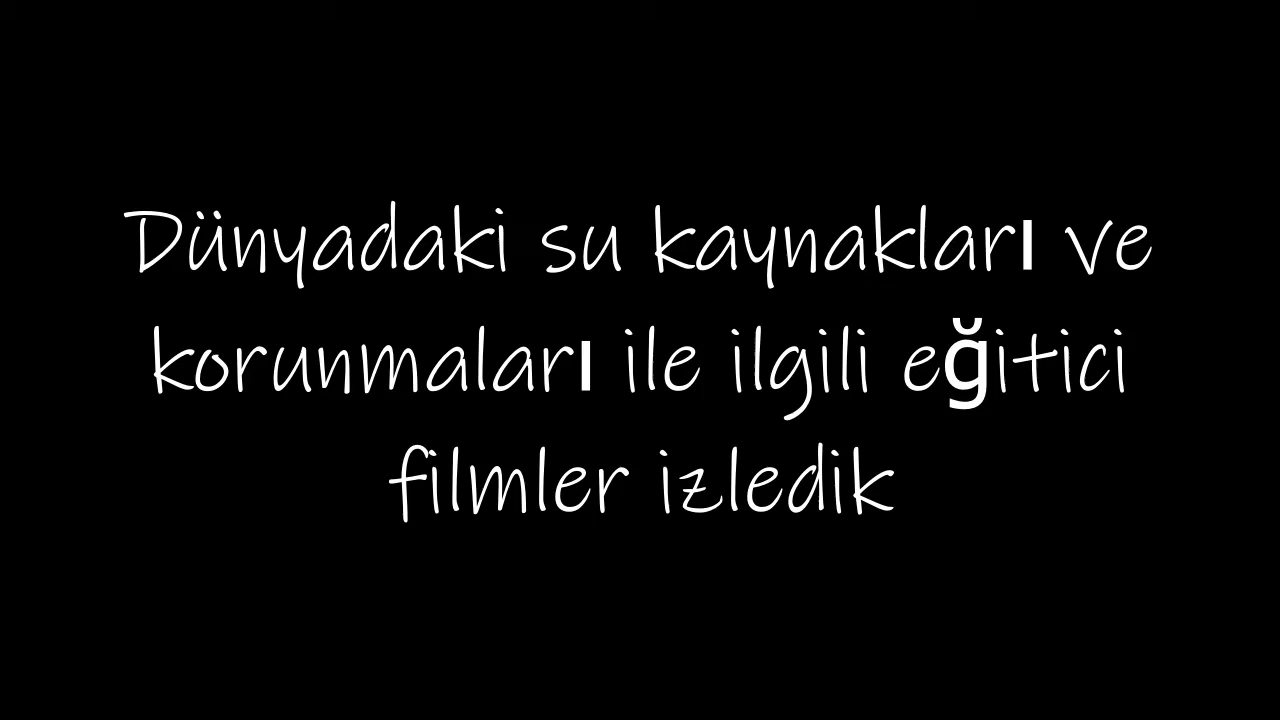 Dünyadaki su kaynakları ve
korunmaları ile ilgili eğitici
filmler izledik